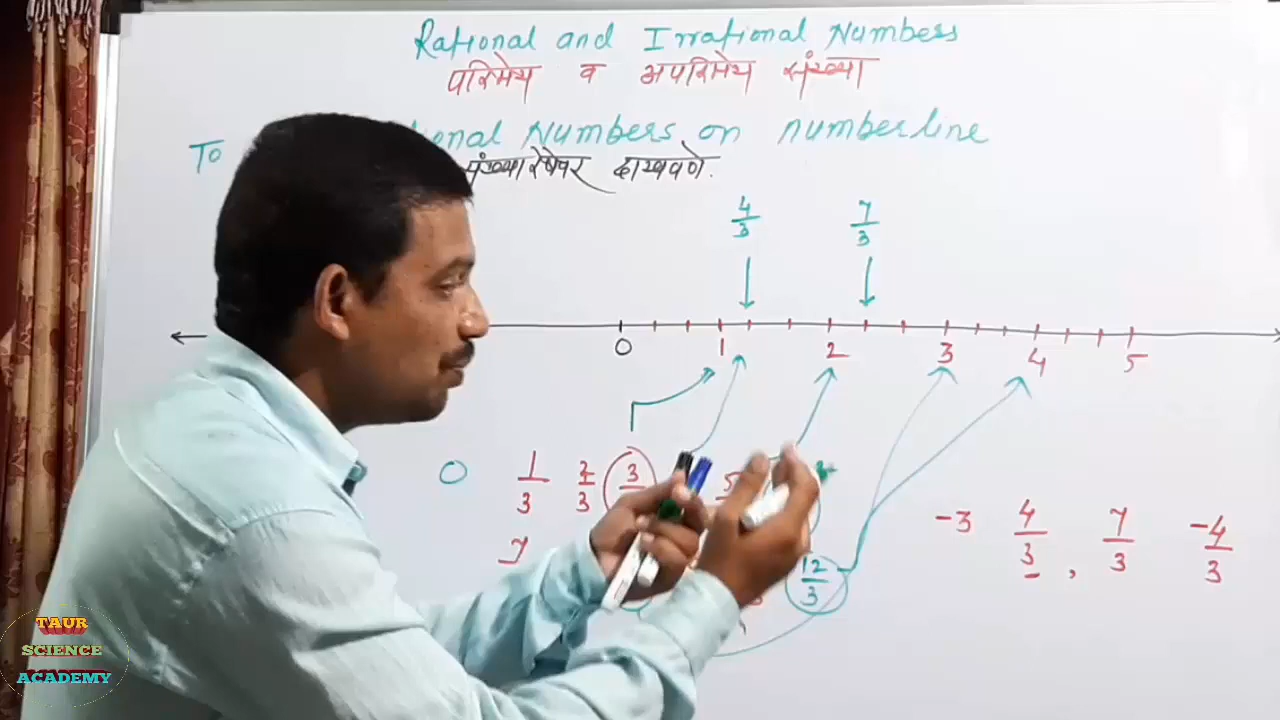 Rational and Irrational Numbers
परिमेय व अपरिमेय संख्या
To Numbers on numberline
संख्यारेषेवर दाखवणे.
4/3 7/3
0 1 2 3 4 5
0 1/3 2/3 3
-3 4/3 , 7/3 -4/3
7 12/3
TAUR
SCIENCE
ACADEMY